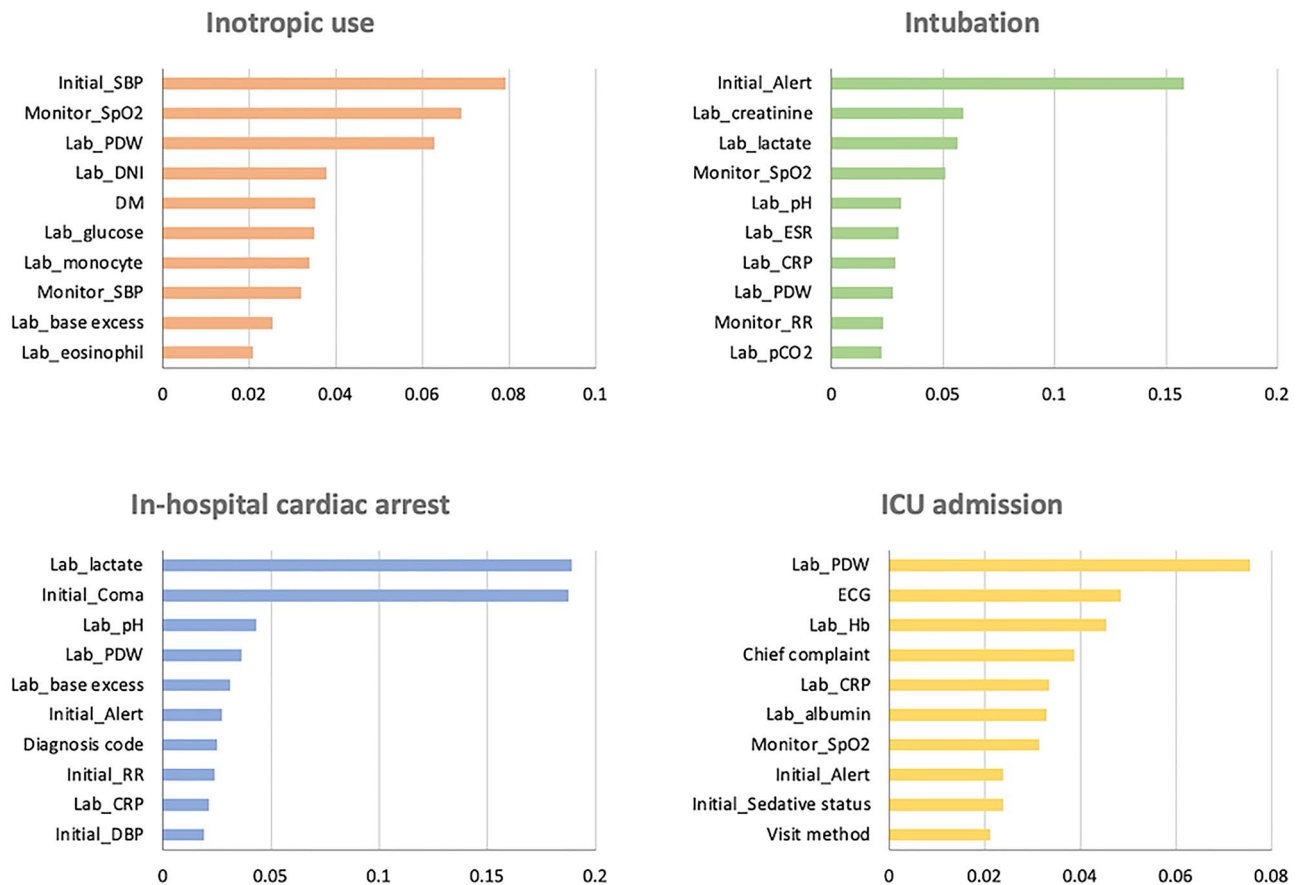 Inotropic use
Initial_SBP
Monitor_SpO2
Lab_PDW
Lab_DNI
DM
Lab_glucose
Lab_monocyte
Monitor_SBP
Lab_base excess
Lab_eosinophil
0 0.02 0.04 0.06 0.08 0.1
Intubation
Initial_Alert
Lab_creatinine
Lab_lactate
Monitor_SpO2
Lab_pH
Lab_ESR
Lab_CRP
Lab_PDW
Monitor_RR
Lab_pCO2
0 0.05 0.1 0.15 0.2
In-hospital cardiac arrest
Lab_lactate
Initial_Coma
Lab_pH
Lab_PDW
Lab_base excess
Initial_Alert
Diagnosis code
Initial_RR
Lab_CRP
Initial_DBP
0 0.05 0.1 0.15 0.2
ICU admission
Lab_PDW
ECG
Lab_Hb
Chief complaint
Lab_CRP
Lab_albumin
Monitor_SpO2
Initial_Alert
Initial_Sedative status
Visit method
0 0.02 0.04 0.06 0.08